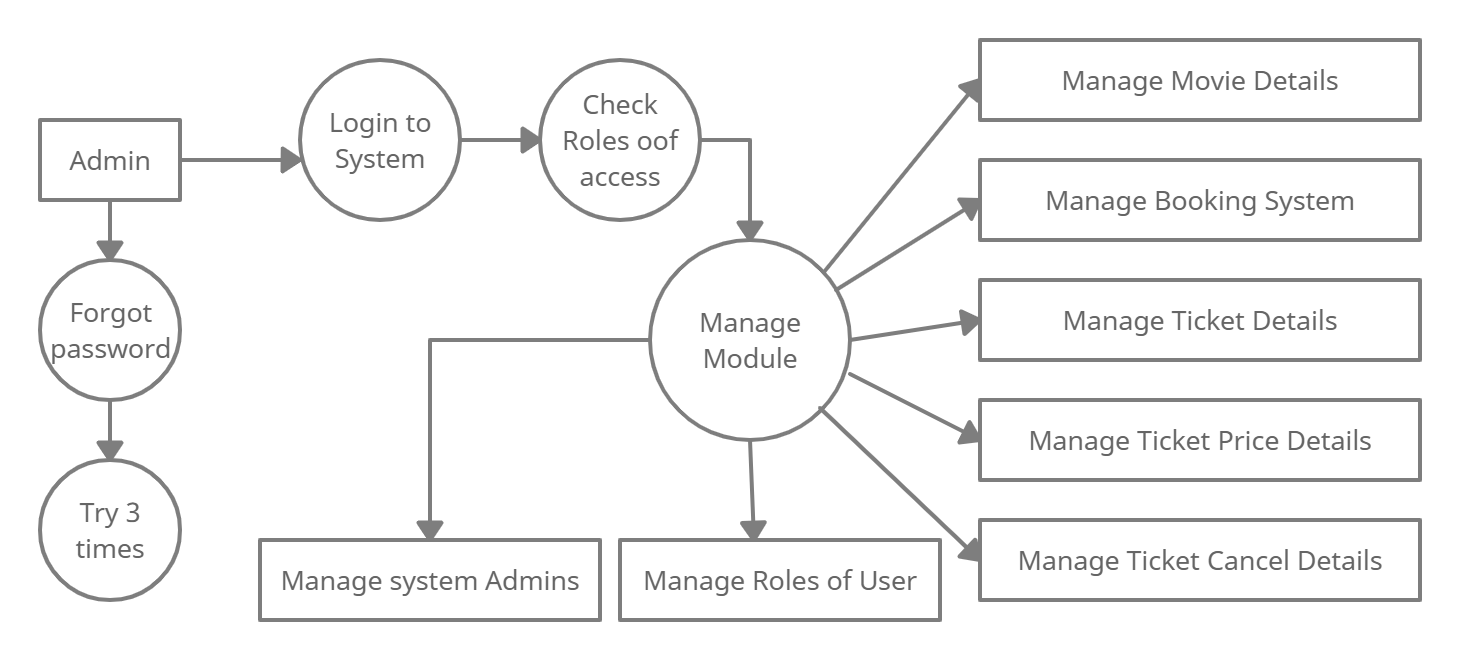 Admin
Login to
System
Check
Roles oof
access
Forgot
password
Try 3
times
Manage
Module
Manage Movie Details
Manage Booking System
Manage Ticket Details
Manage Ticket Price Details
Manage Ticket Cancel Details
Manage system Admins
Manage Roles of User